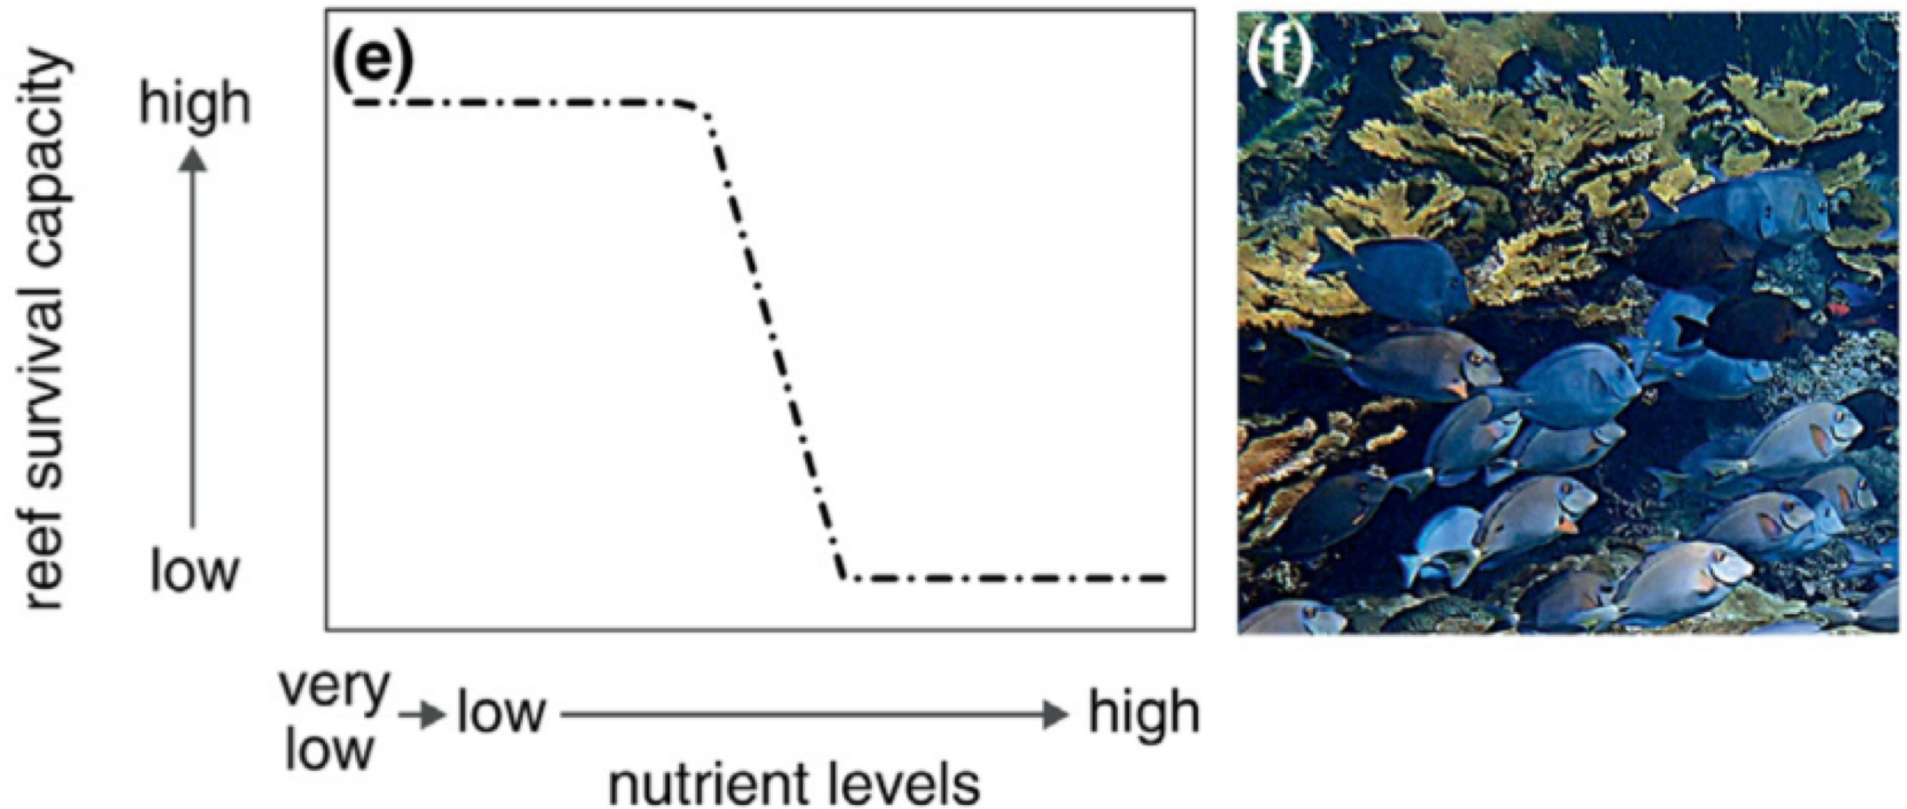 (e)
(f)
reef survival capacity
high
low
very low
low
high
nutrient levels